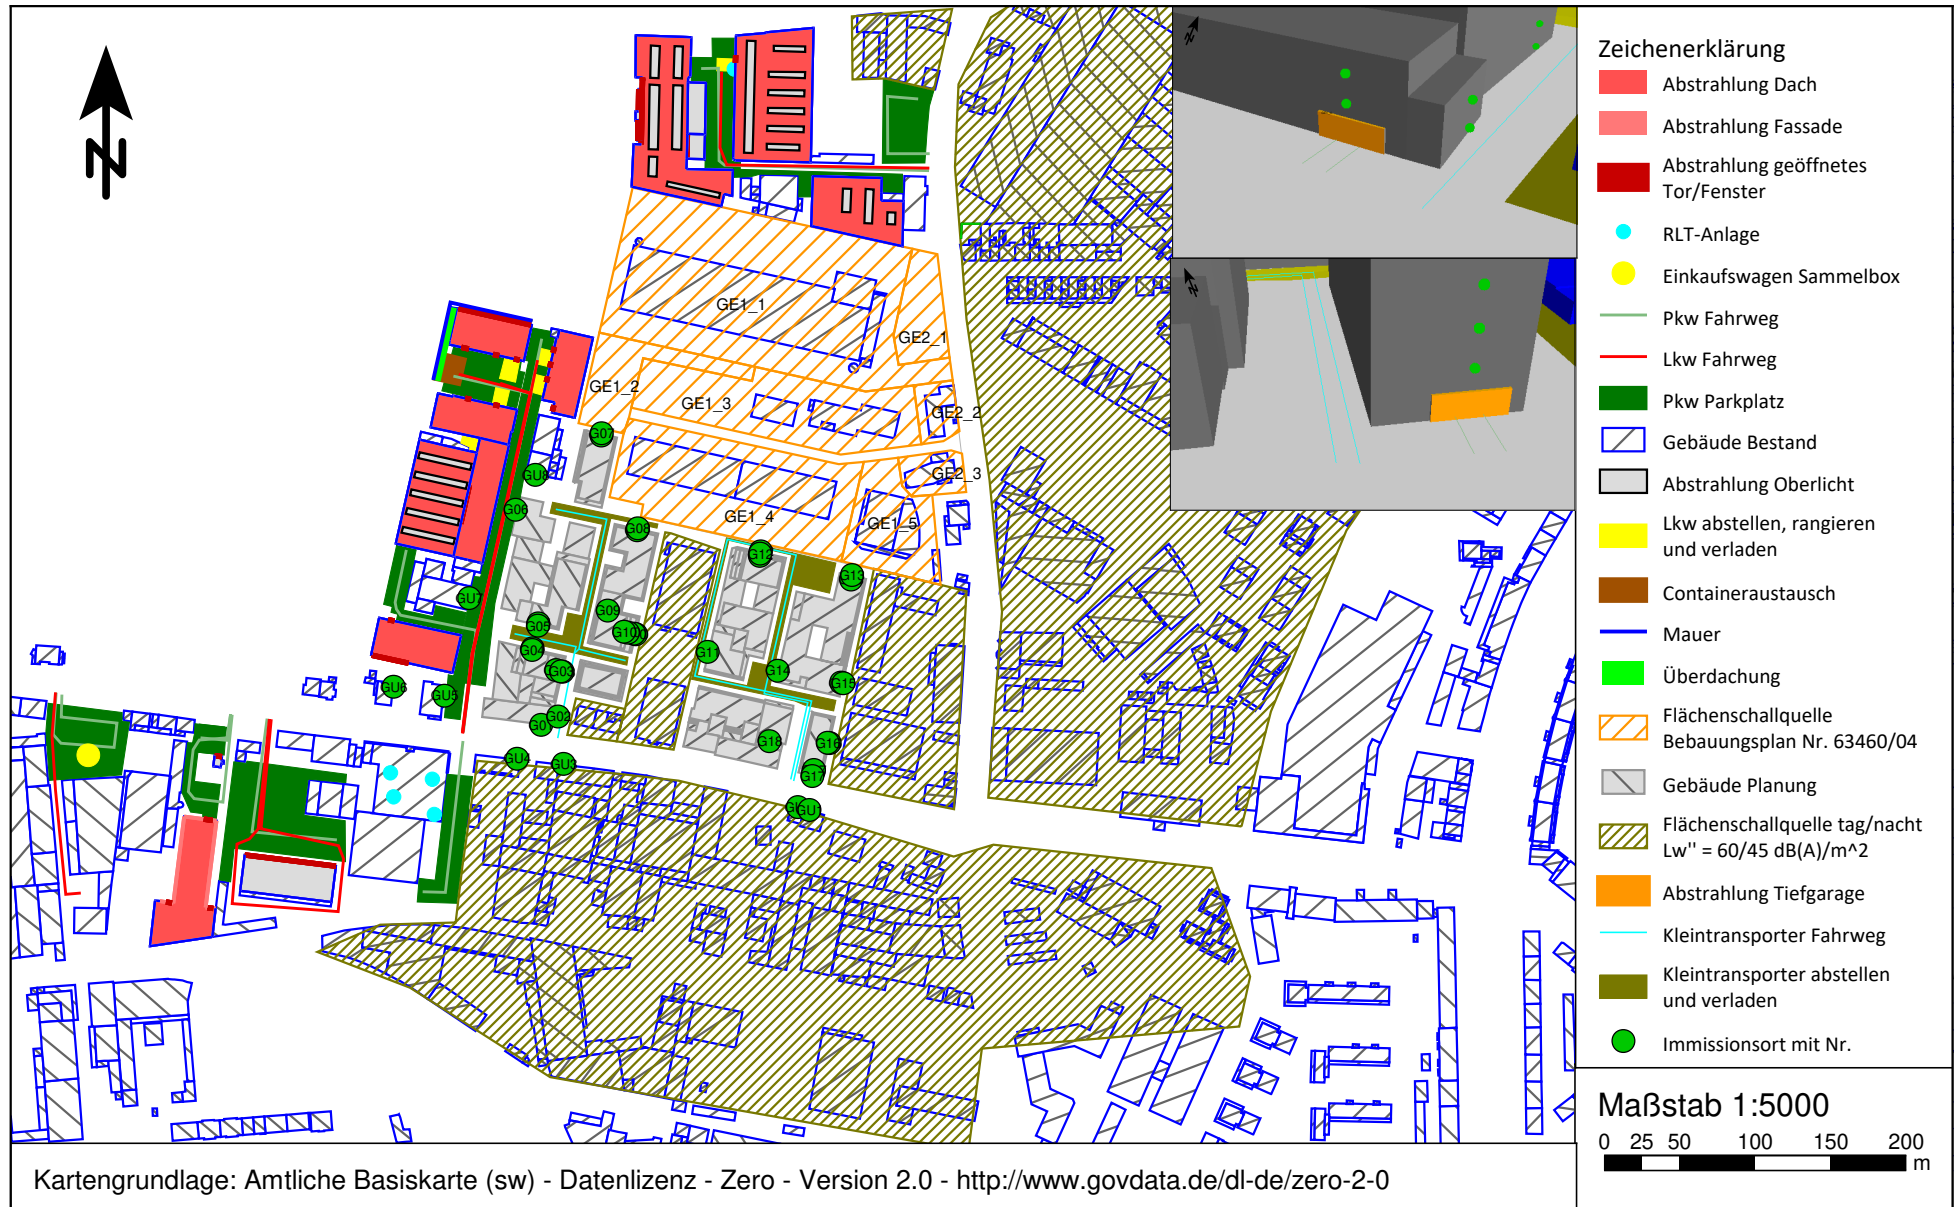 N
N
N
GE1_1
GE2_1
GE1_2
GE1_3
GE2_2
GE2_3
GE1_4
GE1_5
G07
GU8
G06
G08
G12
G13
GU7
G09
G05
G10
G04
G03
G11
G14
G15
GU6
GU5
G02
G18
G16
GU4
GU3
G17
GU1
Zeichenerklärung
Abstrahlung Dach
Abstrahlung Fassade
Abstrahlung geöffnetes
Tor/Fenster
RLT-Anlage
Einkaufswagen Sammelbox
Pkw Fahrweg
Lkw Fahrweg
Pkw Parkplatz
Gebäude Bestand
Abstrahlung Oberlicht
Lkw abstellen, rangieren
und verladen
Containeraustausch
Mauer
Überdachung
Flächenschallquelle
Bebauungsplan Nr. 63460/04
Gebäude Planung
Flächenschallquelle tag/nacht
Lw'' = 60/45 dB(A)/m^2
Abstrahlung Tiefgarage
Kleintransporter Fahrweg
Kleintransporter abstellen
und verladen
Immissionsort mit Nr.
Maßstab 1:5000
0 25 50 100 150 200
m
Kartengrundlage: Amtliche Basiskarte (sw) - Datenlizenz - Zero - Version 2.0 - http://www.govdata.de/dl-de/zero-2-0